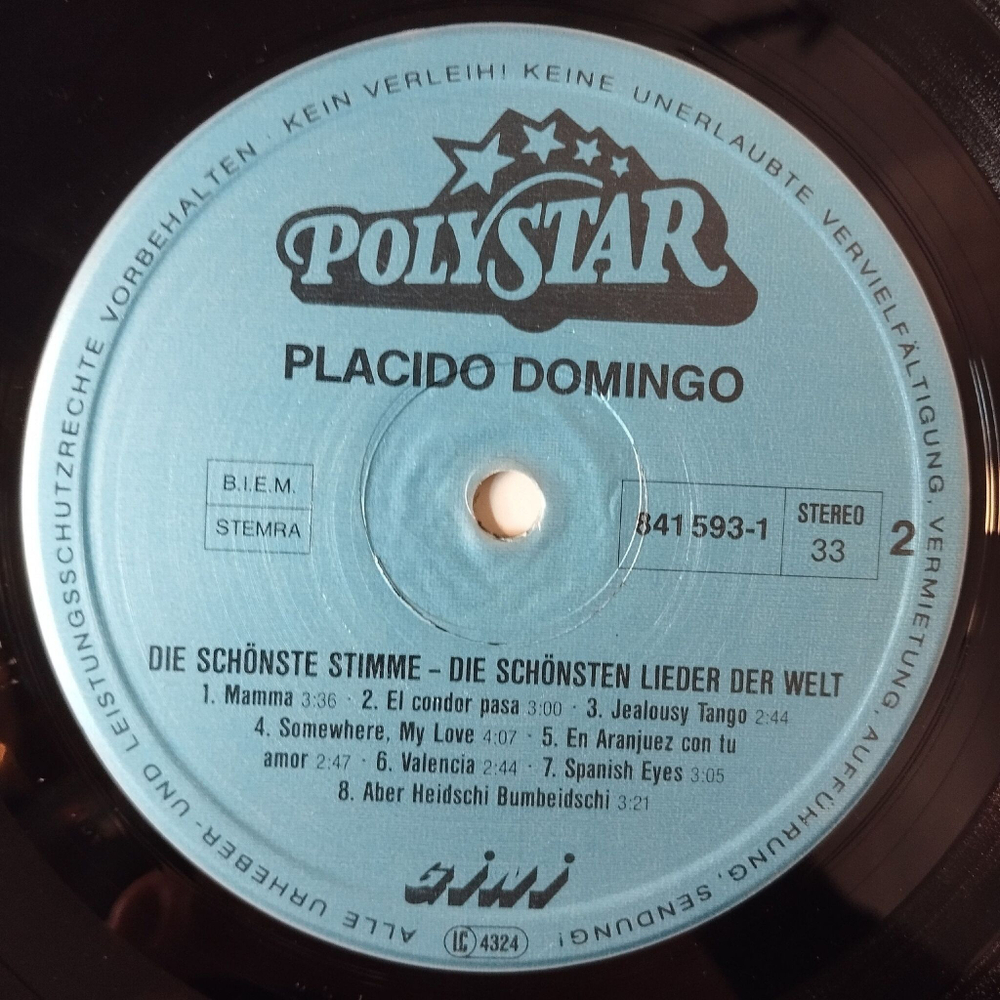 ALLE URHEBER- UND LEISTUNGSSCHUTZRECHTE VORBEHALTEN · KEIN VERLEIH! KEINE UNERLAUBTE VERVIELFÄLTIGUNG, VERMIETUNG, AUFFÜHRUNG, SENDUNG!
POLYSTAR
PLACIDO DOMINGO
B.I.E.M.
STEMRA
841 593-1
STEREO
33
2
DIE SCHÖNSTE STIMME – DIE SCHÖNSTEN LIEDER DER WELT
1. Mamma 3:36 · 2. El condor pasa 3:00 · 3. Jealousy Tango 2:44
4. Somewhere, My Love 4:07 · 5. En Aranjuez con tu
amor 2:47 · 6. Valencia 2:44 · 7. Spanish Eyes 3:05
8. Aber Heidschi Bumbeidschi 3:21
LC 4324